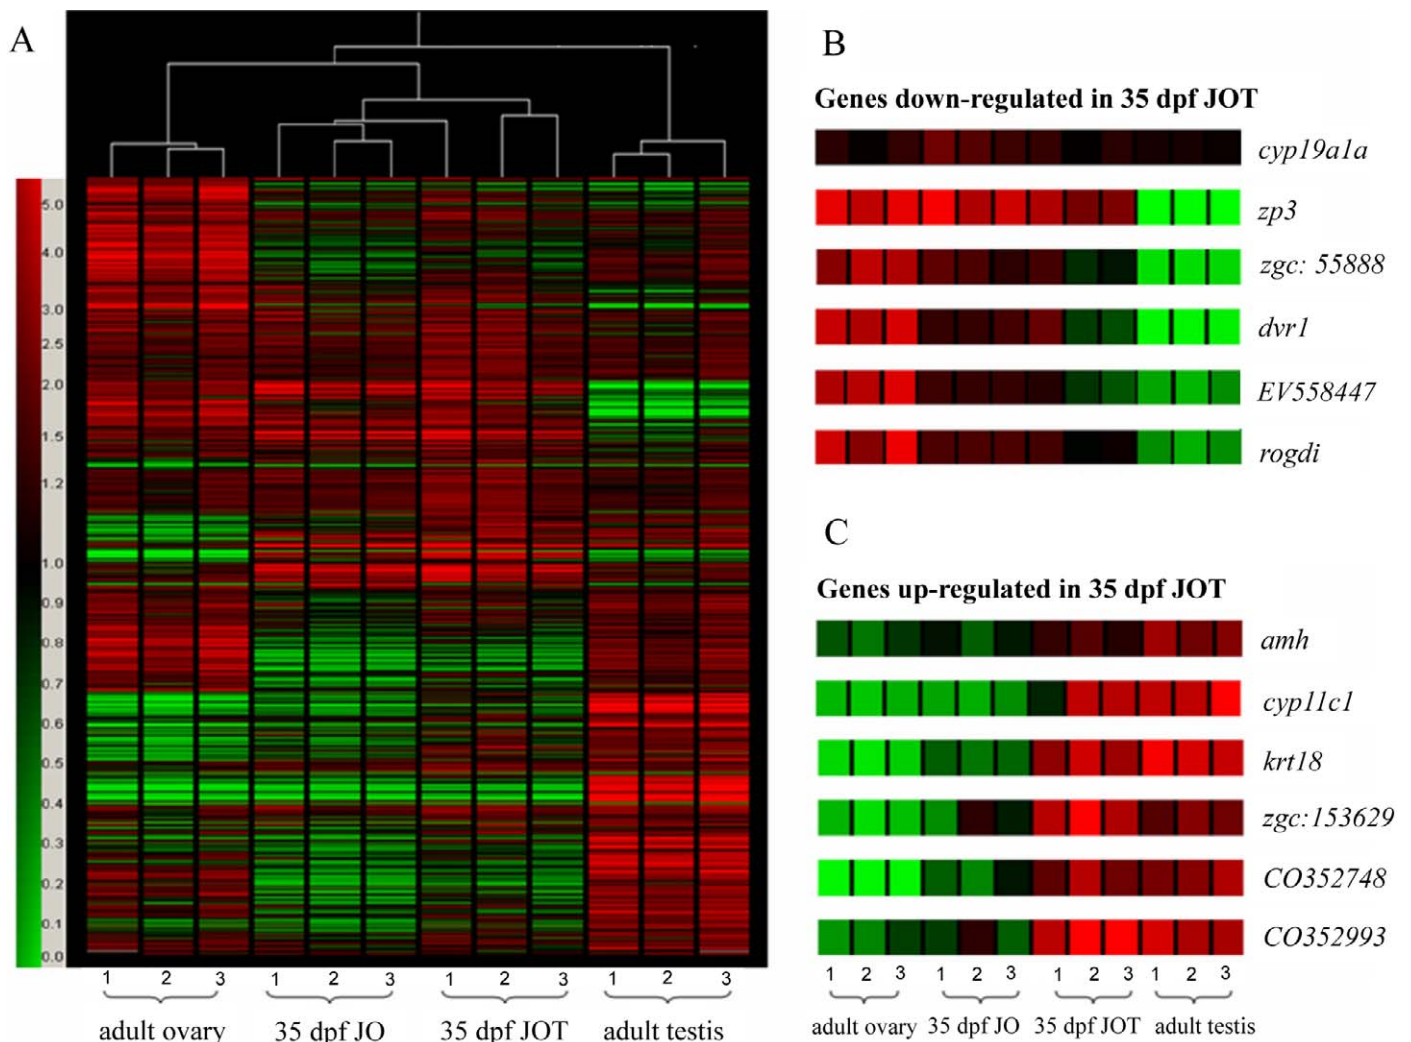 A
5.0
4.0
3.0
2.5
2.0
1.5
1.2
1.0
0.9
0.8
0.7
0.6
0.5
0.4
0.3
0.2
0.1
0.0
1 2 3 1 2 3 1 2 3 1 2 3
adult ovary 35 dpf JO 35 dpf JOT adult testis
B
Genes down-regulated in 35 dpf JOT
cyp19a1a
zp3
zgc: 55888
dvr1
EV558447
rogdi
C
Genes up-regulated in 35 dpf JOT
amh
cyp11c1
krt18
zgc:153629
CO352748
CO352993
1 2 3 1 2 3 1 2 3 1 2 3
adult ovary 35 dpf JO 35 dpf JOT adult testis